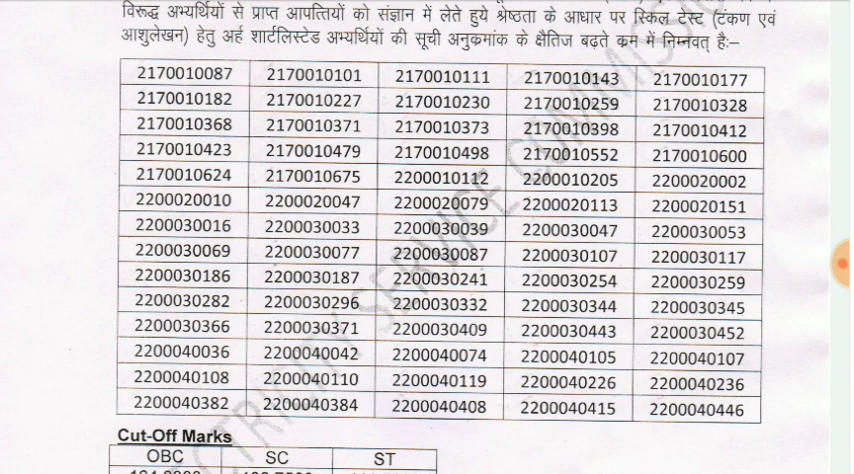 विरूद्ध अभ्यर्थियों से प्राप्त आपत्तियों को संज्ञान में लेते हुये श्रेष्ठता के आधार पर स्किल टेस्ट (टंकण एवं
आशुलेखन) हेतु अर्ह शार्टलिस्टेड अभ्यर्थियों की सूची अनुक्रमांक के क्षैतिज बढ़ते क्रम में निम्नवत् है:–
2170010087 2170010101 2170010111 2170010143 2170010177
2170010182 2170010227 2170010230 2170010259 2170010328
2170010368 2170010371 2170010373 2170010398 2170010412
2170010423 2170010479 2170010498 2170010552 2170010600
2170010624 2170010675 2200010112 2200010205 2200020002
2200020010 2200020047 2200020079 2200020113 2200020151
2200030016 2200030033 2200030039 2200030047 2200030053
2200030069 2200030077 2200030087 2200030107 2200030117
2200030186 2200030187 2200030241 2200030254 2200030259
2200030282 2200030296 2200030332 2200030344 2200030345
2200030366 2200030371 2200030409 2200030443 2200030452
2200040036 2200040042 2200040074 2200040105 2200040107
2200040108 2200040110 2200040119 2200040226 2200040236
2200040382 2200040384 2200040408 2200040415 2200040446
Cut-Off Marks
OBC SC ST
CTRICITY SERVICE COMMISSION